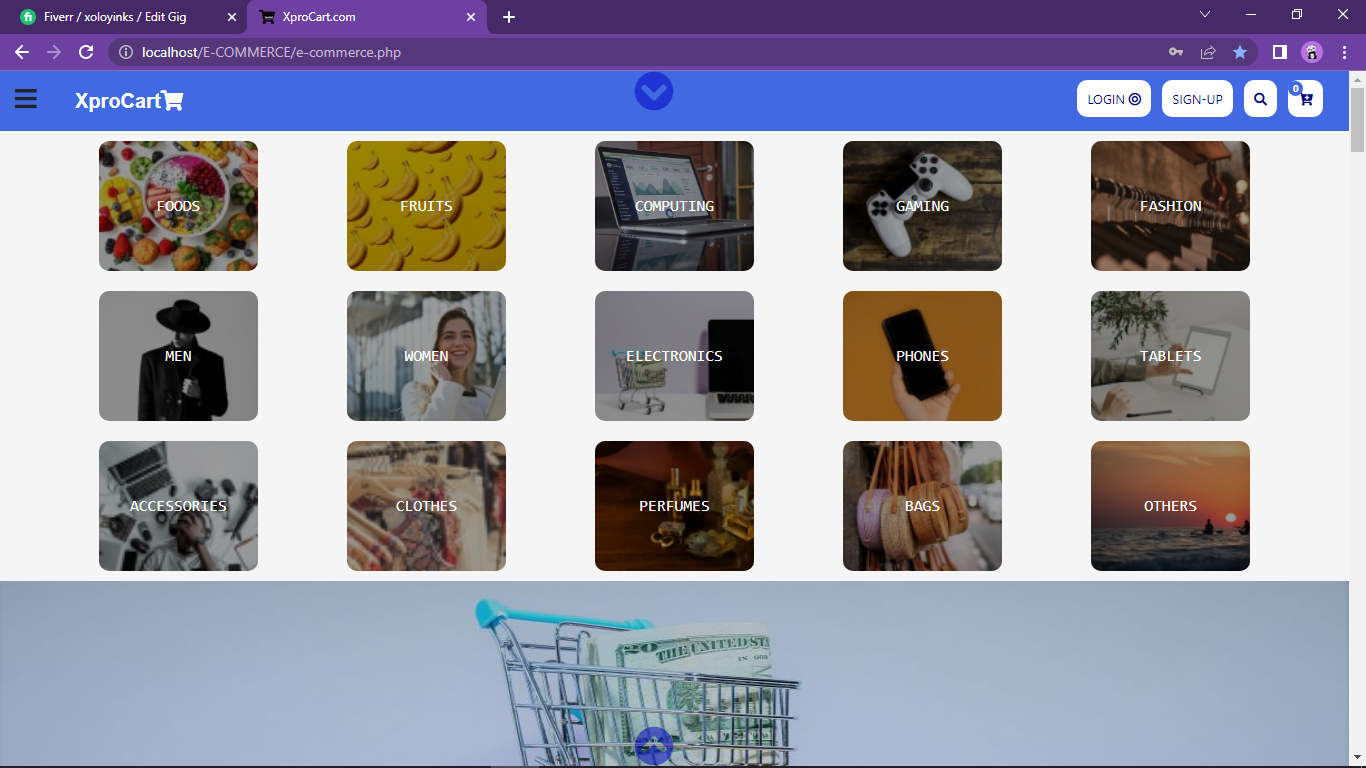 Fiverr / xoloyinks / Edit Gig
XproCart.com
localhost/E-COMMERCE/e-commerce.php
XproCart
LOGIN
SIGN-UP
0
FOODS
FRUITS
COMPUTING
GAMING
FASHION
MEN
WOMEN
ELECTRONICS
PHONES
TABLETS
ACCESSORIES
CLOTHES
PERFUMES
BAGS
OTHERS
THE UNITED STATES
IN GOD